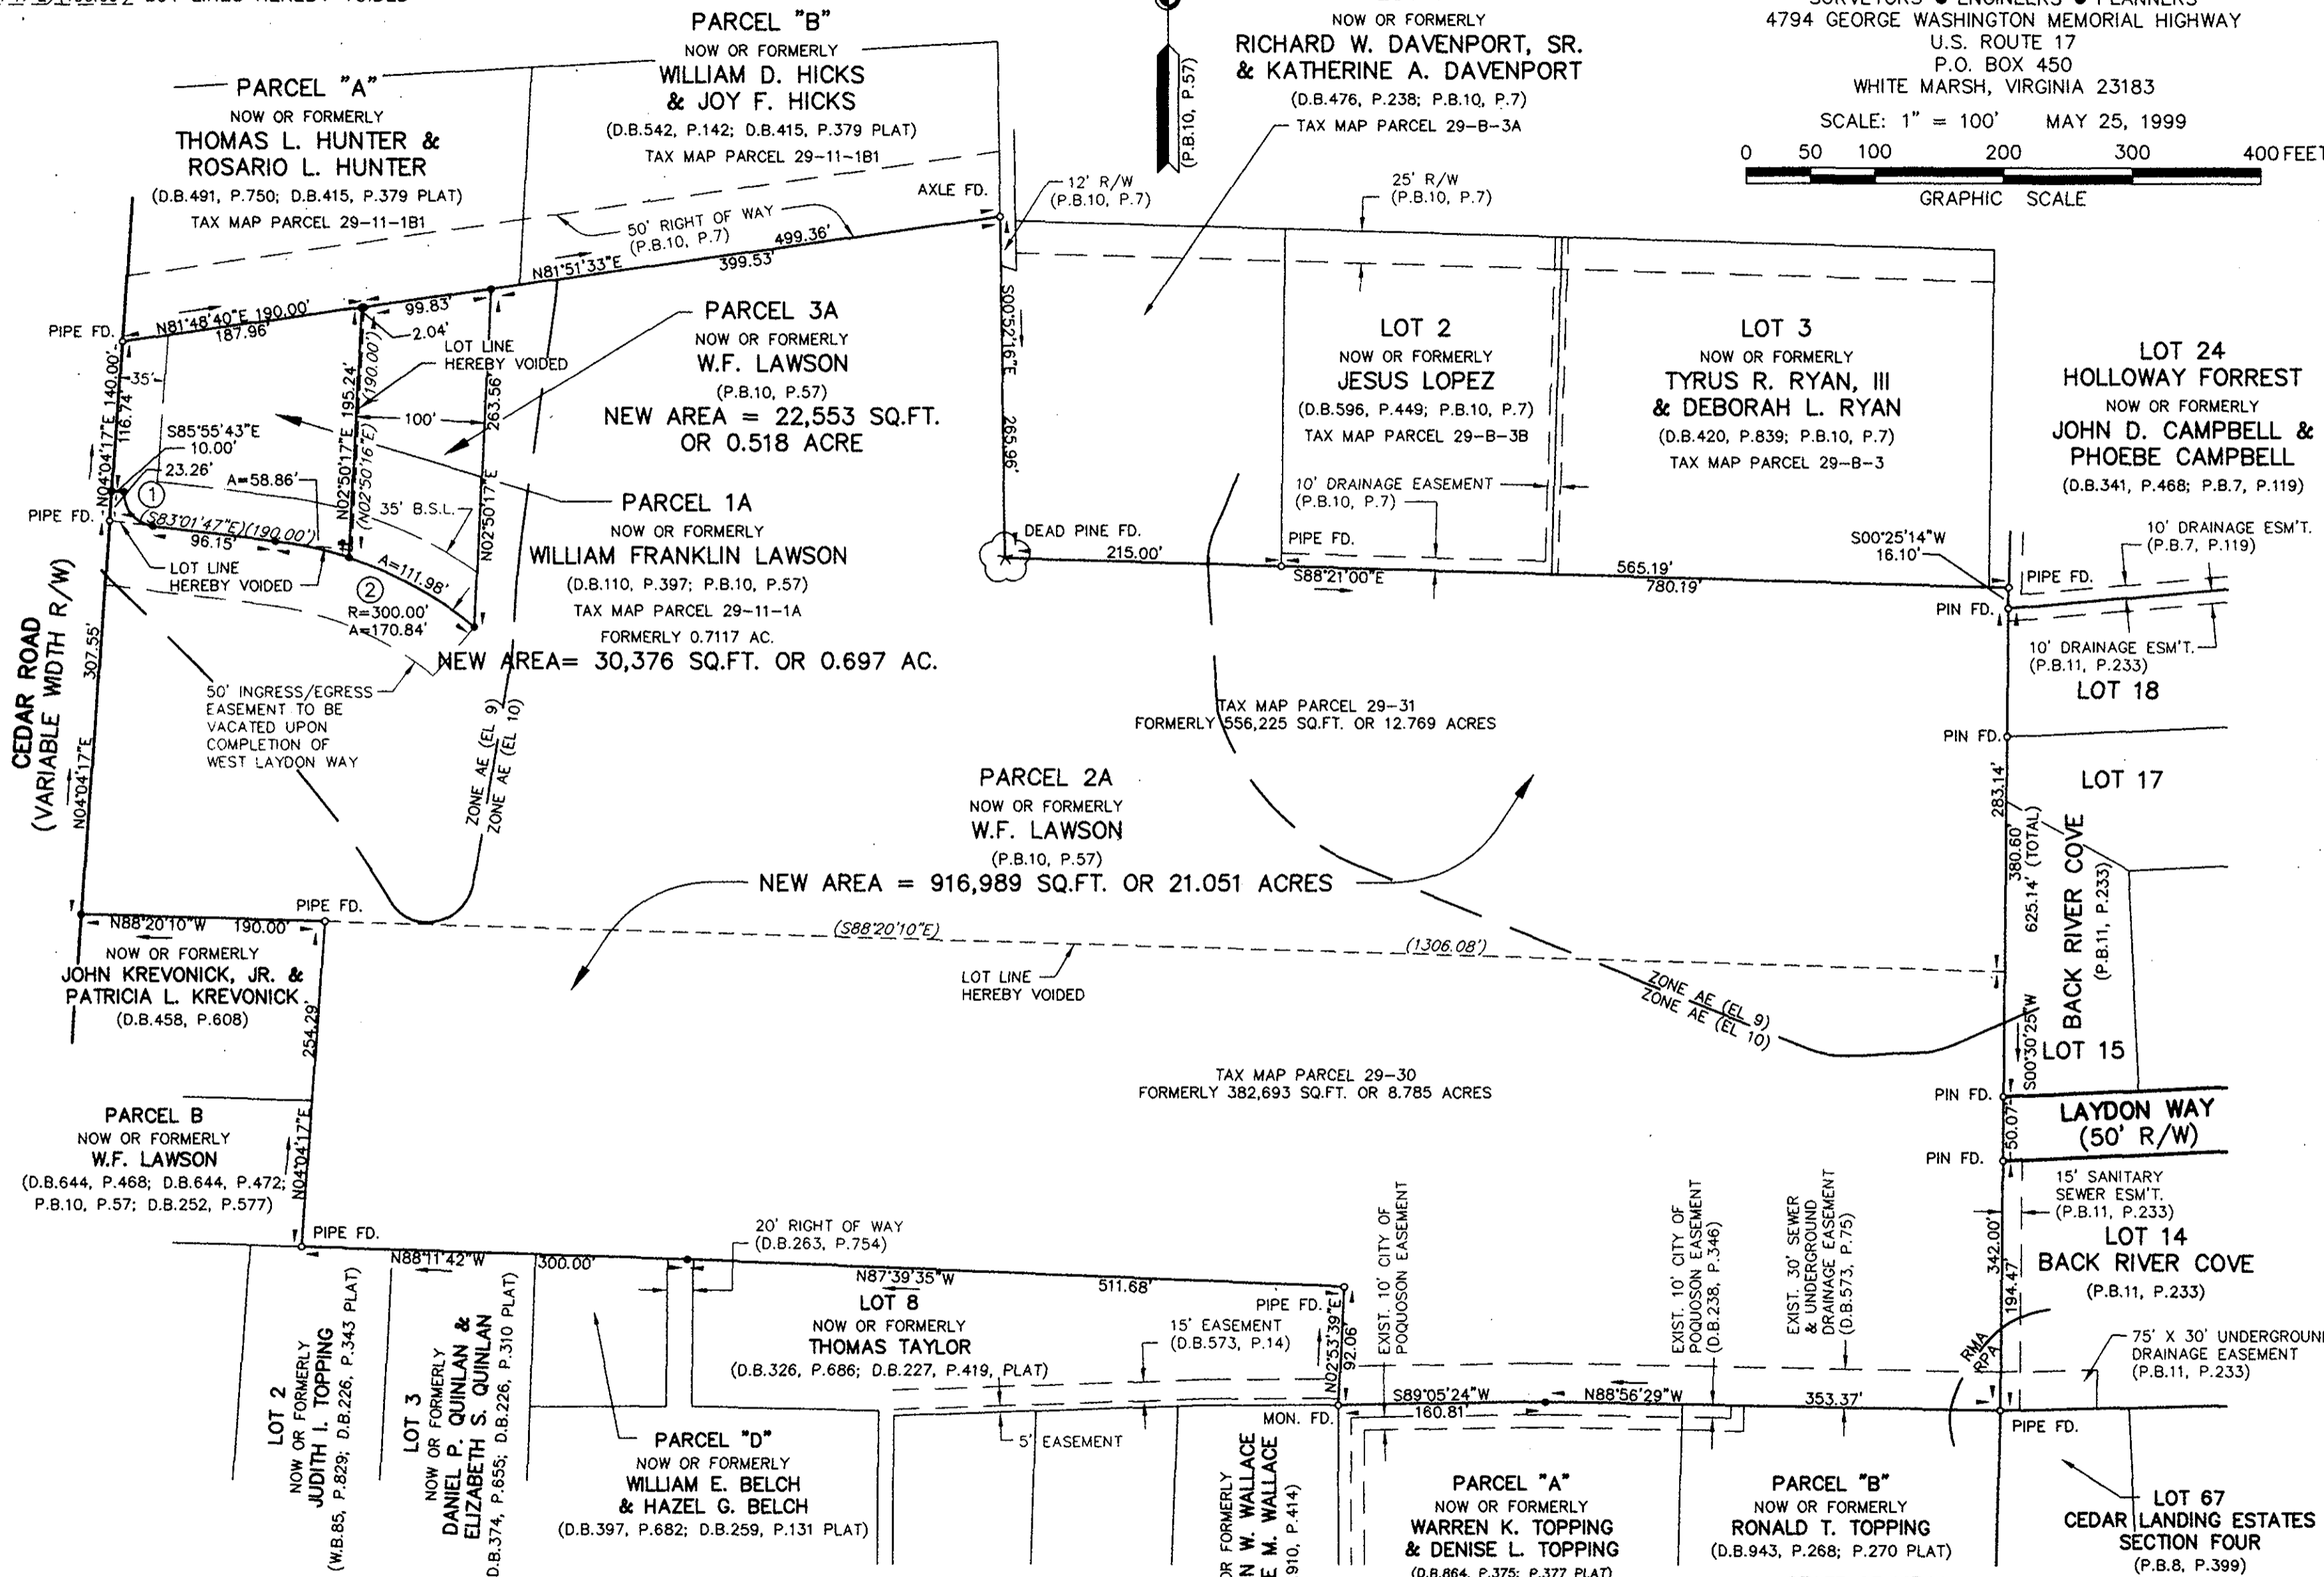 LOT LINES HEREBY VOIDED
PARCEL "B"
NOW OR FORMERLY
WILLIAM D. HICKS
& JOY F. HICKS
(D.B.542, P.142; D.B.415, P.379 PLAT)
TAX MAP PARCEL 29-11-1B1
PARCEL "A"
NOW OR FORMERLY
THOMAS L. HUNTER &
ROSARIO L. HUNTER
(D.B.491, P.750; D.B.415, P.379 PLAT)
TAX MAP PARCEL 29-11-1B1
(P.B.10, P.57)
NOW OR FORMERLY
RICHARD W. DAVENPORT, SR.
& KATHERINE A. DAVENPORT
(D.B.476, P.238; P.B.10, P.7)
TAX MAP PARCEL 29-B-3A
SURVEYORS ● ENGINEERS ● PLANNERS
4794 GEORGE WASHINGTON MEMORIAL HIGHWAY
U.S. ROUTE 17
P.O. BOX 450
WHITE MARSH, VIRGINIA 23183
SCALE: 1" = 100' MAY 25, 1999
0 50 100 200 300 400 FEET
GRAPHIC SCALE
AXLE FD.
12' R/W
(P.B.10, P.7)
25' R/W
(P.B.10, P.7)
50' RIGHT OF WAY
(P.B.10, P.7)
499.36'
N81°51'33"E
399.53'
PIPE FD.
N81°48'40"E 190.00'
187.96'
99.83'
2.04'
LOT LINE
HEREBY VOIDED
PARCEL 3A
NOW OR FORMERLY
W.F. LAWSON
(P.B.10, P.57)
NEW AREA = 22,553 SQ.FT.
OR 0.518 ACRE
S00°52'16"E
265.96'
N04°04'17"E 140.00'
116.74'
35'
S85°55'43"E
10.00'
23.26'
1
A=58.86'
N02°50'17"E 195.24'
(N02°50'16"E)
(190.00')
100'
263.56'
N02°50'17"E
35' B.S.L.
PIPE FD.
(S83°01'47"E)(190.00')
96.15'
LOT LINE
HEREBY VOIDED
A=111.98'
2
R=300.00'
A=170.84'
PARCEL 1A
NOW OR FORMERLY
WILLIAM FRANKLIN LAWSON
(D.B.110, P.397; P.B.10, P.57)
TAX MAP PARCEL 29-11-1A
FORMERLY 0.7117 AC.
NEW AREA= 30,376 SQ.FT. OR 0.697 AC.
LOT 2
NOW OR FORMERLY
JESUS LOPEZ
(D.B.596, P.449; P.B.10, P.7)
TAX MAP PARCEL 29-B-3B
10' DRAINAGE EASEMENT
(P.B.10, P.7)
LOT 3
NOW OR FORMERLY
TYRUS R. RYAN, III
& DEBORAH L. RYAN
(D.B.420, P.839; P.B.10, P.7)
TAX MAP PARCEL 29-B-3
LOT 24
HOLLOWAY FORREST
NOW OR FORMERLY
JOHN D. CAMPBELL &
PHOEBE CAMPBELL
(D.B.341, P.468; P.B.7, P.119)
DEAD PINE FD.
215.00'
PIPE FD.
S88°21'00"E
565.19'
780.19'
S00°25'14"W
16.10'
PIPE FD.
PIN FD.
10' DRAINAGE ESM'T.
(P.B.7, P.119)
10' DRAINAGE ESM'T.
(P.B.11, P.233)
LOT 18
PIN FD.
LOT 17
CEDAR ROAD
(VARIABLE WIDTH R/W)
307.55'
N04°04'17"E
50' INGRESS/EGRESS
EASEMENT TO BE
VACATED UPON
COMPLETION OF
WEST LAYDON WAY
ZONE AE (EL 9)
ZONE AE (EL 10)
TAX MAP PARCEL 29-31
FORMERLY 556,225 SQ.FT. OR 12.769 ACRES
PARCEL 2A
NOW OR FORMERLY
W.F. LAWSON
(P.B.10, P.57)
NEW AREA = 916,989 SQ.FT. OR 21.051 ACRES
283.14'
380.60'
625.14' (TOTAL)
BACK RIVER COVE
(P.B.11, P.233)
S00°30'25"W
LOT 15
PIPE FD.
N88°20'10"W 190.00'
NOW OR FORMERLY
JOHN KREVONICK, JR. &
PATRICIA L. KREVONICK
(D.B.458, P.608)
254.29'
(S88°20'10"E)
(1306.08')
LOT LINE
HEREBY VOIDED
ZONE AE (EL 9)
ZONE AE (EL 10)
TAX MAP PARCEL 29-30
FORMERLY 382,693 SQ.FT. OR 8.785 ACRES
PARCEL B
NOW OR FORMERLY
W.F. LAWSON
(D.B.644, P.468; D.B.644, P.472;
P.B.10, P.57; D.B.252, P.577)
N04°04'17"E
PIPE FD.
PIN FD.
LAYDON WAY
(50' R/W)
50.07'
PIN FD.
15' SANITARY
SEWER ESM'T.
(P.B.11, P.233)
LOT 14
BACK RIVER COVE
(P.B.11, P.233)
342.00'
194.47'
75' X 30' UNDERGROUND
DRAINAGE EASEMENT
(P.B.11, P.233)
RMA
RPA
N88°11'42"W
300.00'
20' RIGHT OF WAY
(D.B.263, P.754)
N87°39'35"W
511.68'
LOT 8
NOW OR FORMERLY
THOMAS TAYLOR
(D.B.326, P.686; D.B.227, P.419, PLAT)
15' EASEMENT
(D.B.573, P.14)
PIPE FD.
N02°53'39"E
92.06'
EXIST. 10' CITY OF
POQUOSON EASEMENT
EXIST. 10' CITY OF
POQUOSON EASEMENT
(D.B.238, P.346)
EXIST. 30' SEWER
& UNDERGROUND
DRAINAGE EASEMENT
(D.B.573, P.75)
S89°05'24"W
160.81'
N88°56'29"W
353.37'
MON. FD.
PIPE FD.
5' EASEMENT
LOT 2
NOW OR FORMERLY
JUDITH I. TOPPING
(W.B.85, P.829; D.B.226, P.343 PLAT)
LOT 3
NOW OR FORMERLY
DANIEL P. QUINLAN &
ELIZABETH S. QUINLAN
D.B.374, P.655; D.B.226, P.310 PLAT)
PARCEL "D"
NOW OR FORMERLY
WILLIAM E. BELCH
& HAZEL G. BELCH
(D.B.397, P.682; D.B.259, P.131 PLAT)
OR FORMERLY
N W. WALLACE
E M. WALLACE
910, P.414)
PARCEL "A"
NOW OR FORMERLY
WARREN K. TOPPING
& DENISE L. TOPPING
(D.B.864, P.375; P.377 PLAT)
PARCEL "B"
NOW OR FORMERLY
RONALD T. TOPPING
(D.B.943, P.268; P.270 PLAT)
LOT 67
CEDAR LANDING ESTATES
SECTION FOUR
(P.B.8, P.399)